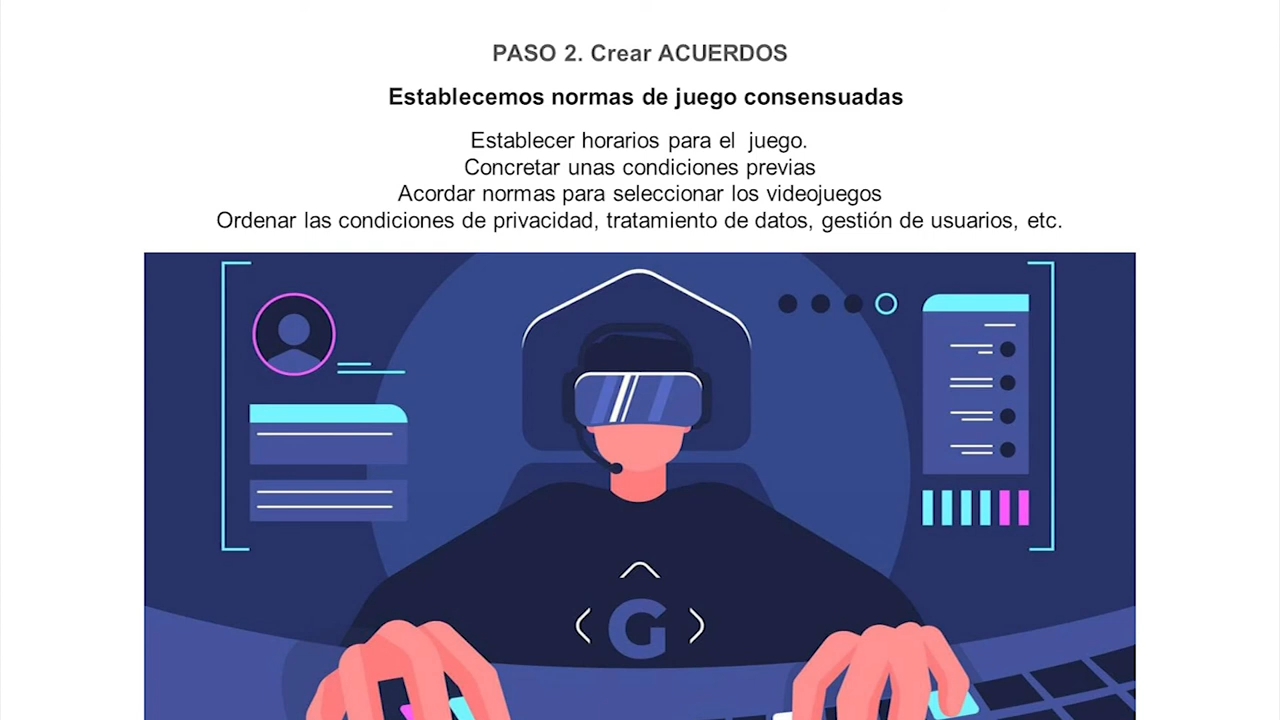 PASO 2. Crear ACUERDOS
Establecemos normas de juego consensuadas
Establecer horarios para el juego.
Concretar unas condiciones previas
Acordar normas para seleccionar los videojuegos
Ordenar las condiciones de privacidad, tratamiento de datos, gestión de usuarios, etc.
G